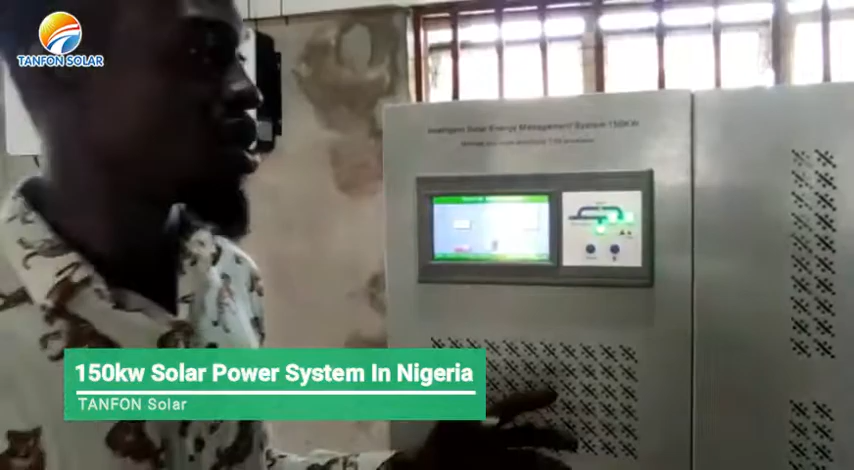 TANFON SOLAR
Intelligent Solar Energy Management System 150KW
150kw Solar Power System In Nigeria
TANFON Solar